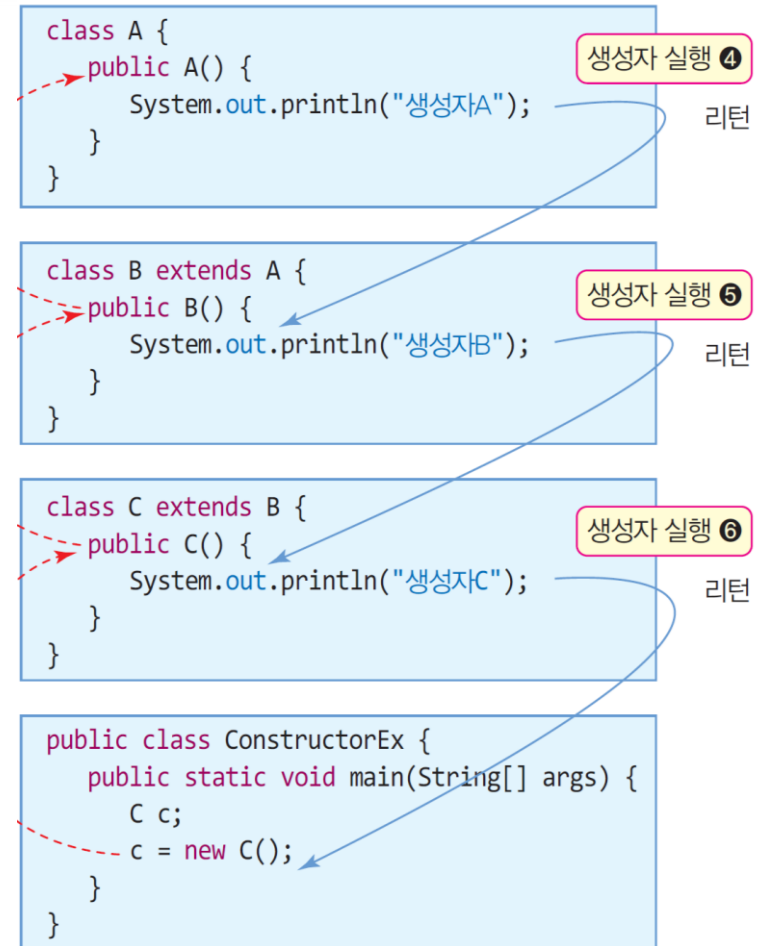 class A {
public A() {
System.out.println("생성자A");
}
}
생성자 실행 ❹
리턴
class B extends A {
public B() {
System.out.println("생성자B");
}
}
생성자 실행 ❺
리턴
class C extends B {
public C() {
System.out.println("생성자C");
}
}
생성자 실행 ❻
리턴
public class ConstructorEx {
public static void main(String[] args) {
C c;
c = new C();
}
}